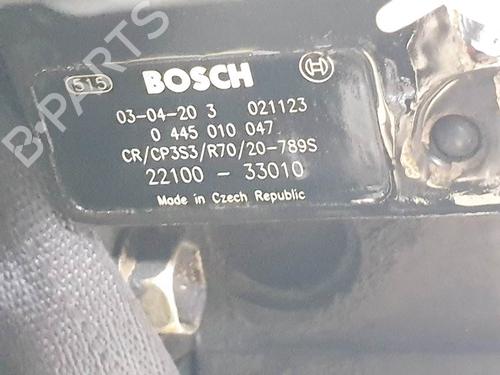 515 BOSCH
03-04-20 3 021123
0 445 010 047
CR/CP3S3/R70/20-789S
22100 - 33010
Made in Czech Republic
B-PARTS